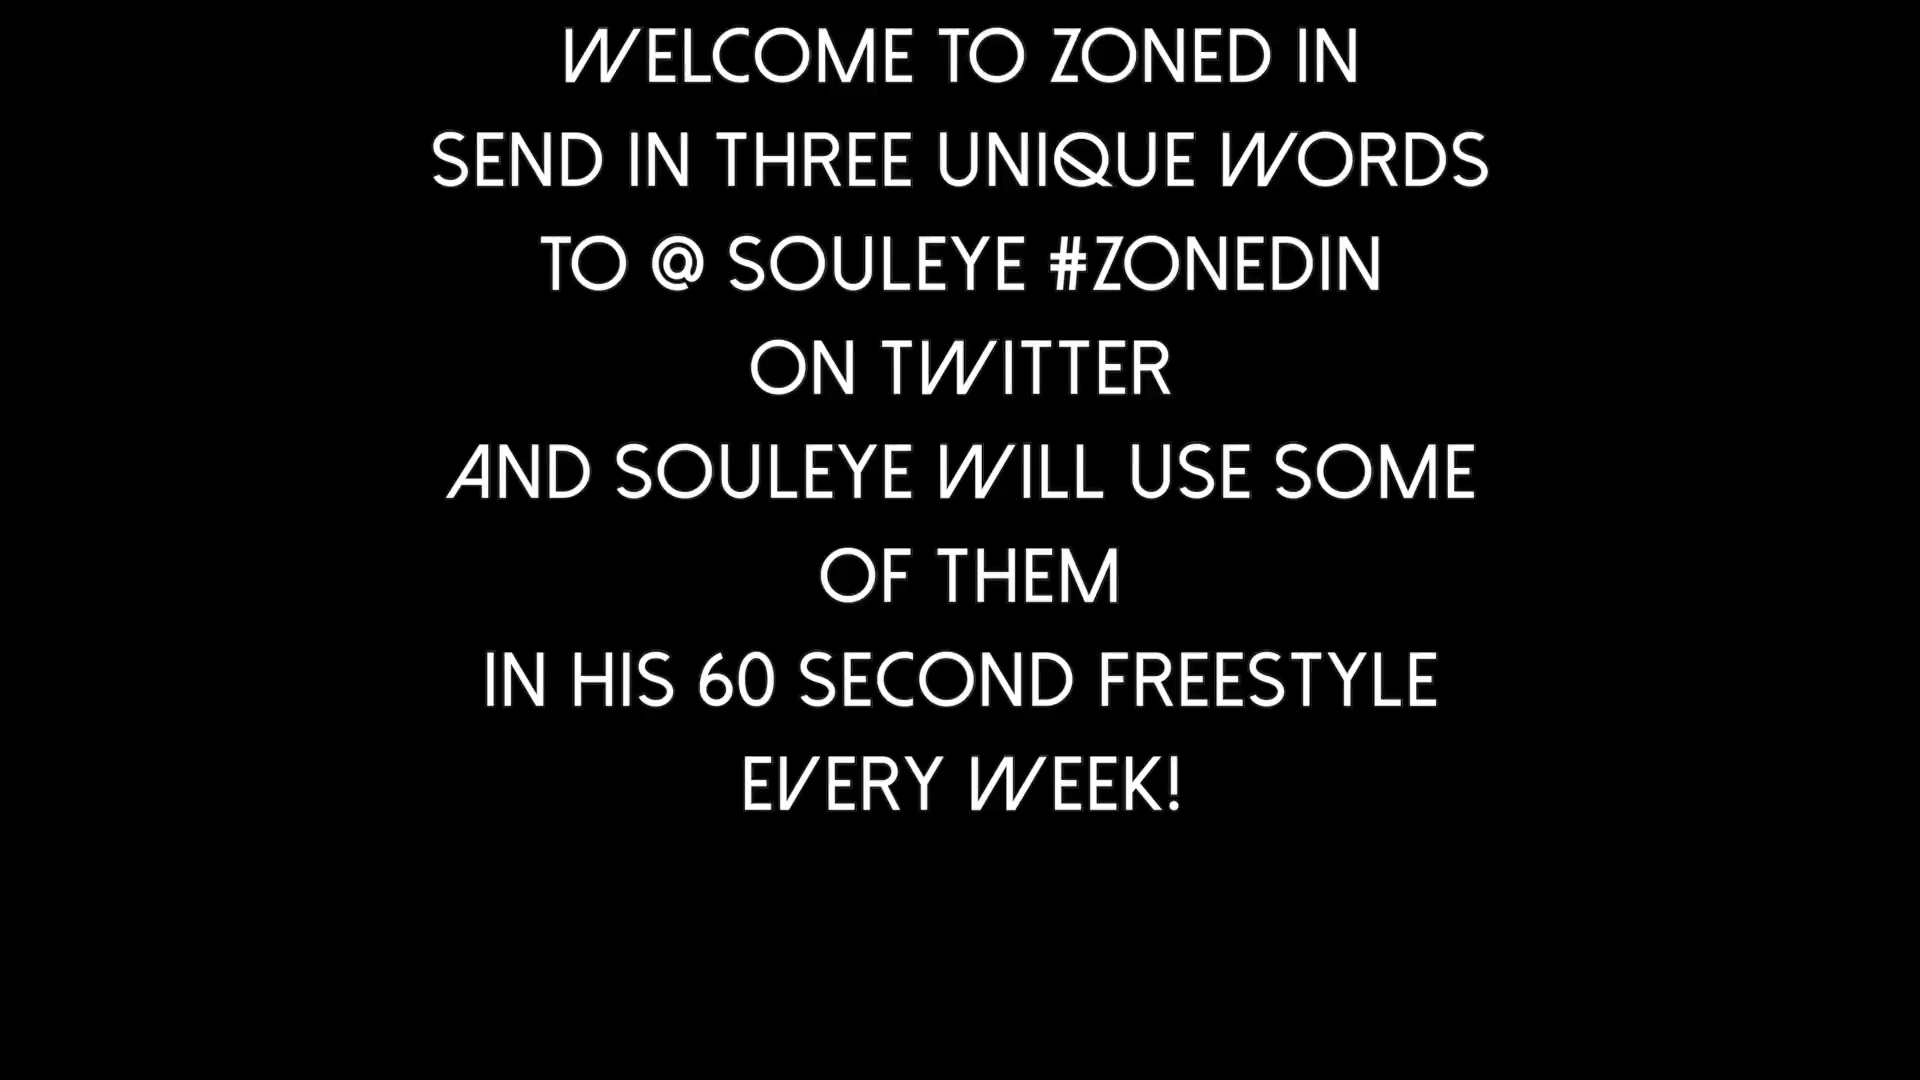 WELCOME TO ZONED IN
SEND IN THREE UNIQUE WORDS
TO @ SOULEYE #ZONEDIN
ON TWITTER
AND SOULEYE WILL USE SOME
OF THEM
IN HIS 60 SECOND FREESTYLE
EVERY WEEK!